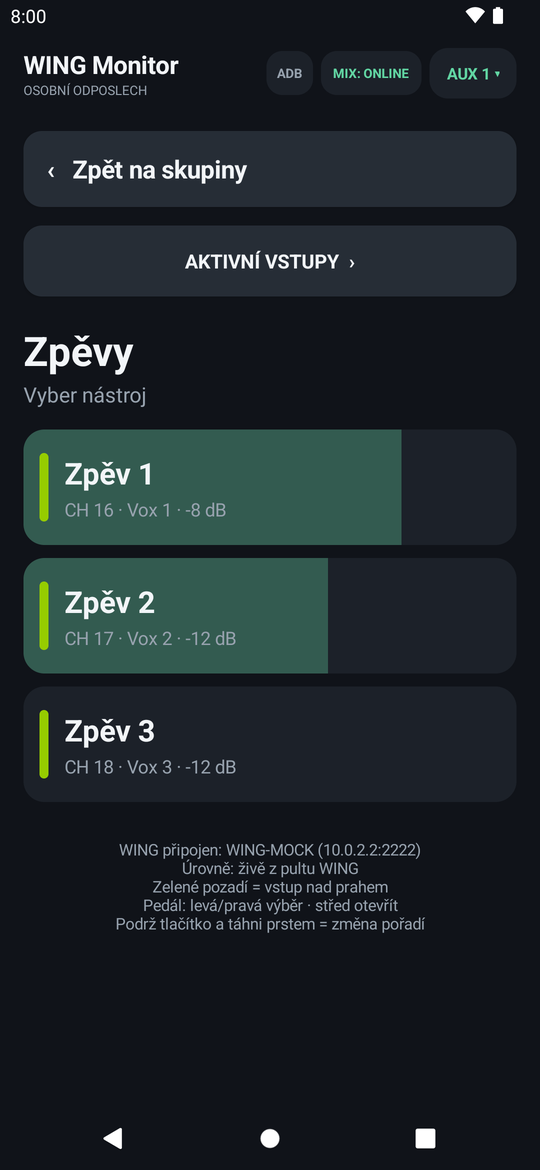 8:00
WING Monitor
OSOBNÍ ODPOSLECH
ADB
MIX: ONLINE
AUX 1 ▾
‹ Zpět na skupiny
AKTIVNÍ VSTUPY ›
Zpěvy
Vyber nástroj
Zpěv 1
CH 16 · Vox 1 · -8 dB
Zpěv 2
CH 17 · Vox 2 · -12 dB
Zpěv 3
CH 18 · Vox 3 · -12 dB
WING připojen: WING-MOCK (10.0.2.2:2222)
Úrovně: živě z pultu WING
Zelené pozadí = vstup nad prahem
Pedál: levá/pravá výběr · střed otevřít
Podrž tlačítko a táhni prstem = změna pořadí